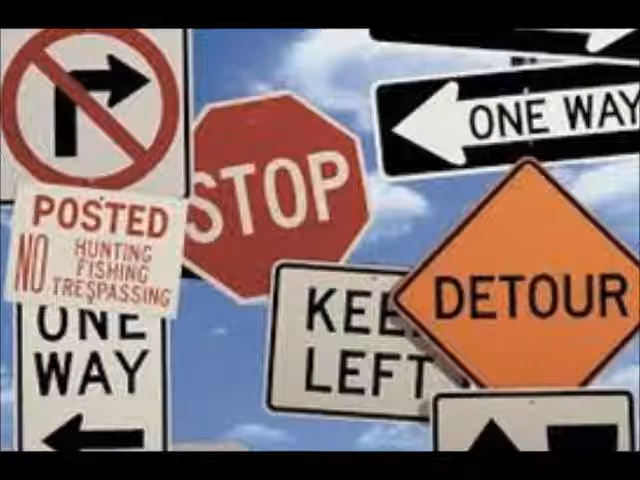 ONE WAY
STOP
POSTED
NO HUNTING
FISHING
TRESPASSING
DETOUR
KEE
LEFT
ONE
WAY